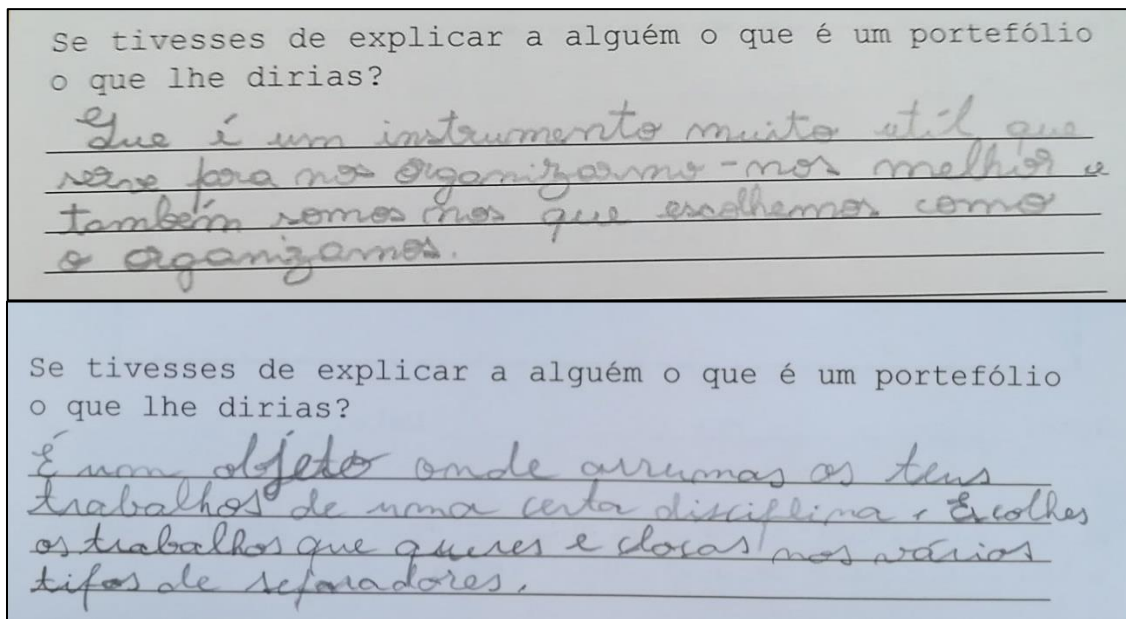 Se tivesses de explicar a alguém o que é um portefólio
o que lhe dirias?
Que é um instrumento muito util que
serve para nos organizarmo-nos melhor e
também somos nos que escolhemos como
o organizamos.
Se tivesses de explicar a alguém o que é um portefólio
o que lhe dirias?
É um objeto onde arrumas os teus
trabalhos de uma certa disciplina. Escolhes
os trabalhos que queres e clocas nos vários
tipos de separadores.